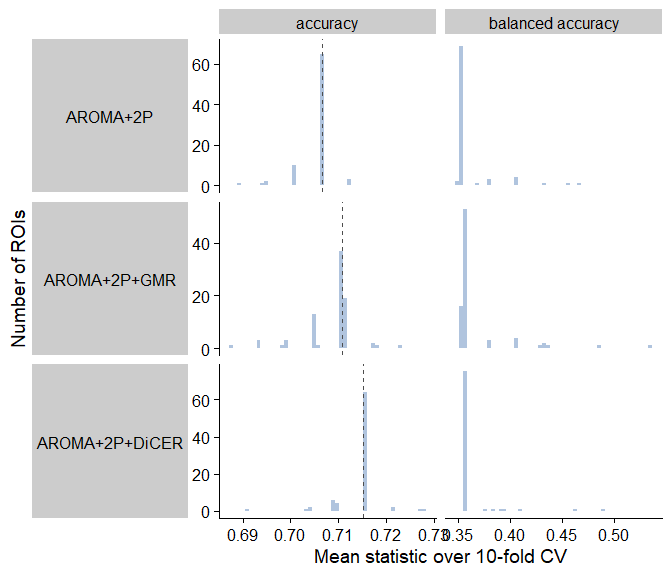 accuracy
balanced accuracy
AROMA+2P
60
40
20
0
AROMA+2P+GMR
40
20
0
AROMA+2P+DiCER
60
40
20
0
Number of ROIs
0.69 0.70 0.71 0.72 0.73
0.35 0.40 0.45 0.50
Mean statistic over 10-fold CV